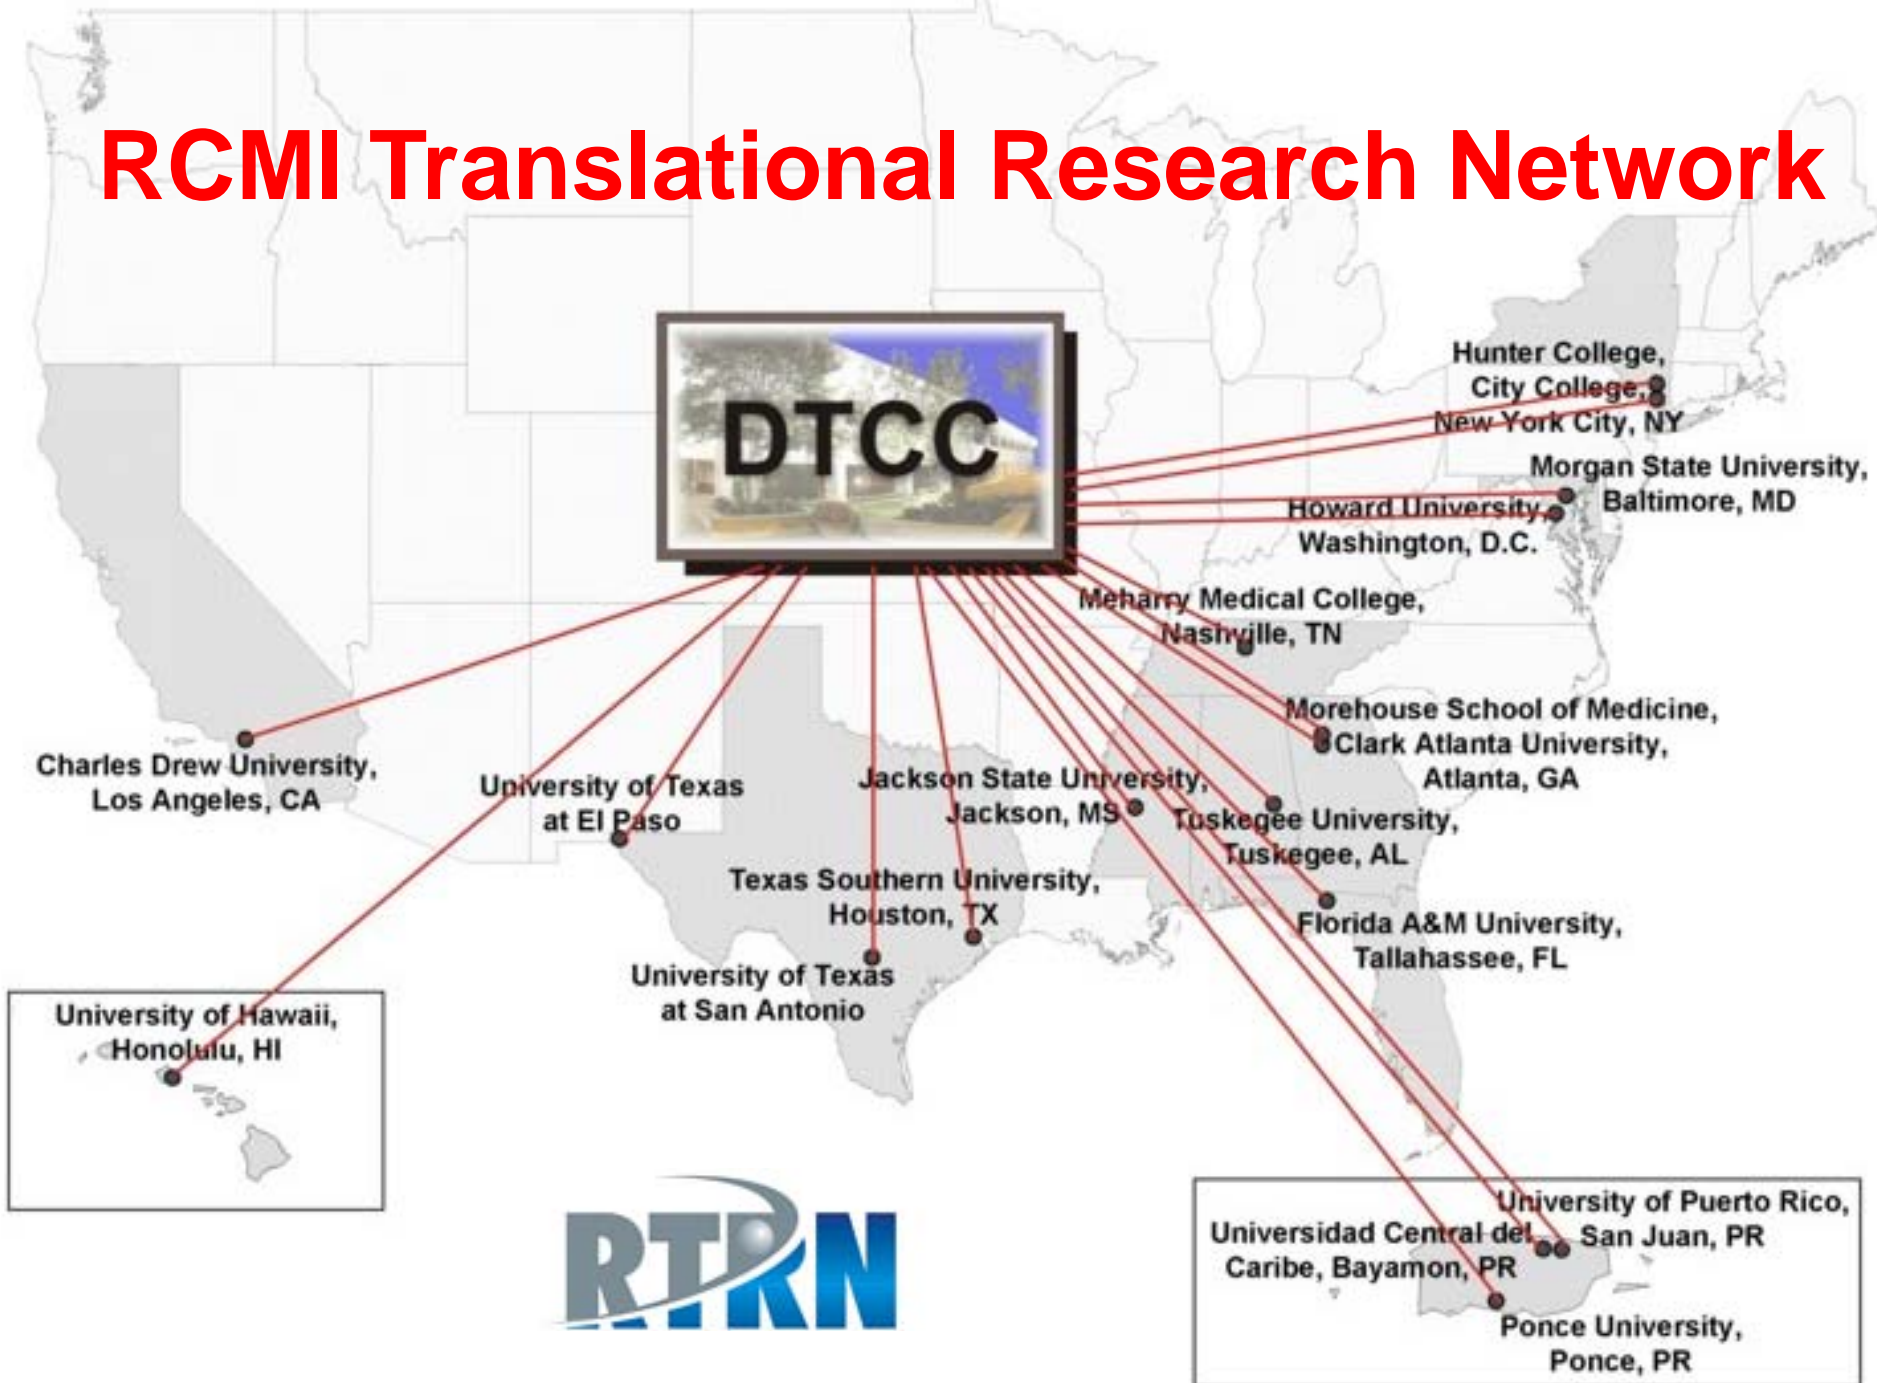 RCMI Translational Research Network
DTCC
Hunter College,
City College,
New York City, NY
Morgan State University,
Baltimore, MD
Howard University,
Washington, D.C.
Meharry Medical College,
Nashville, TN
Morehouse School of Medicine,
Clark Atlanta University,
Atlanta, GA
Charles Drew University,
Los Angeles, CA
University of Texas
at El Paso
Jackson State University,
Jackson, MS
Tuskegee University,
Tuskegee, AL
Texas Southern University,
Houston, TX
Florida A&M University,
Tallahassee, FL
University of Texas
at San Antonio
University of Hawaii,
Honolulu, HI
RTRN
University of Puerto Rico,
San Juan, PR
Universidad Central del
Caribe, Bayamon, PR
Ponce University,
Ponce, PR